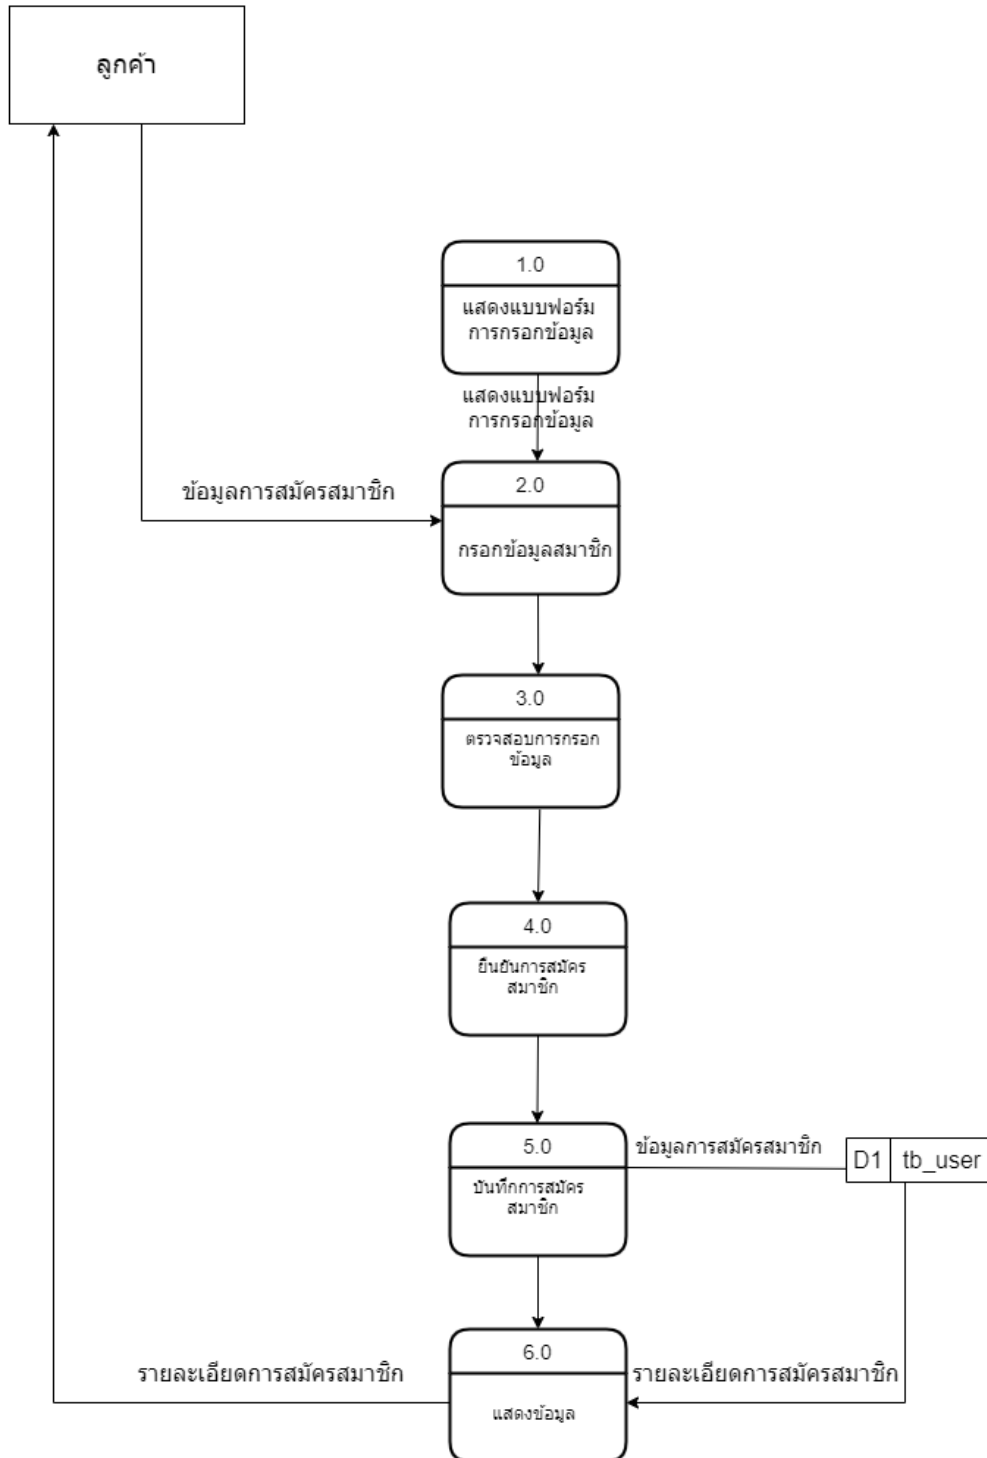 ลูกค้า
1.0
แสดงแบบฟอร์ม
การกรอกข้อมูล
แสดงแบบฟอร์ม
การกรอกข้อมูล
ข้อมูลการสมัครสมาชิก
2.0
กรอกข้อมูลสมาชิก
3.0
ตรวจสอบการกรอก
ข้อมูล
4.0
ยืนยันการสมัคร
สมาชิก
5.0
บันทึกการสมัคร
สมาชิก
ข้อมูลการสมัครสมาชิก
D1
tb_user
6.0
แสดงข้อมูล
รายละเอียดการสมัครสมาชิก
รายละเอียดการสมัครสมาชิก